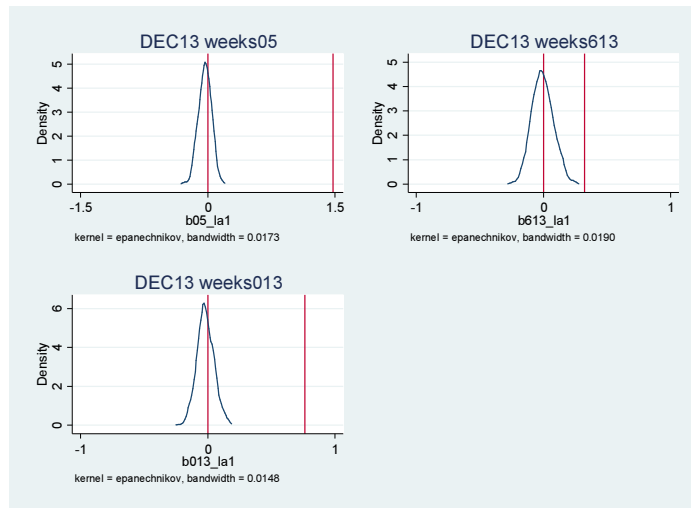 DEC13 weeks05
Density
0 1 2 3 4 5
-1.5 0 1.5
b05_la1
kernel = epanechnikov, bandwidth = 0.0173
DEC13 weeks613
Density
0 1 2 3 4 5
-1 0 1
b613_la1
kernel = epanechnikov, bandwidth = 0.0190
DEC13 weeks013
Density
0 2 4 6
-1 0 1
b013_la1
kernel = epanechnikov, bandwidth = 0.0148